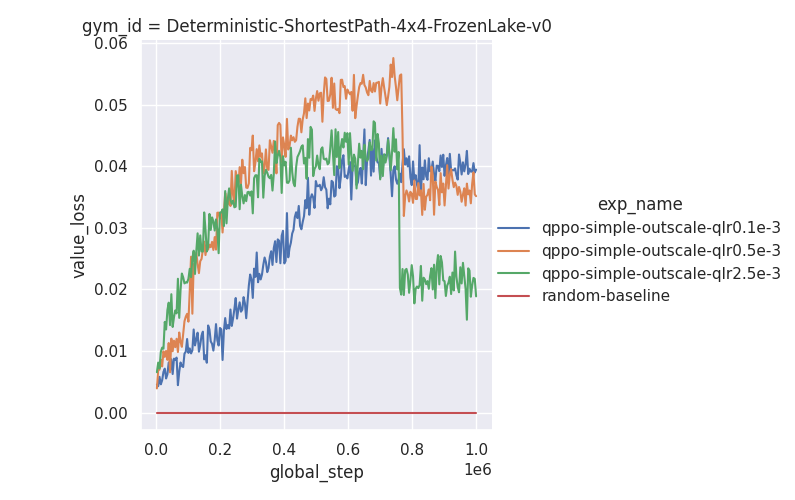 gym_id = Deterministic-ShortestPath-4x4-FrozenLake-v0
0.06
0.05
0.04
0.03
0.02
0.01
0.00
value_loss
0.0 0.2 0.4 0.6 0.8 1.0
1e6
global_step
exp_name
qppo-simple-outscale-qlr0.1e-3
qppo-simple-outscale-qlr0.5e-3
qppo-simple-outscale-qlr2.5e-3
random-baseline